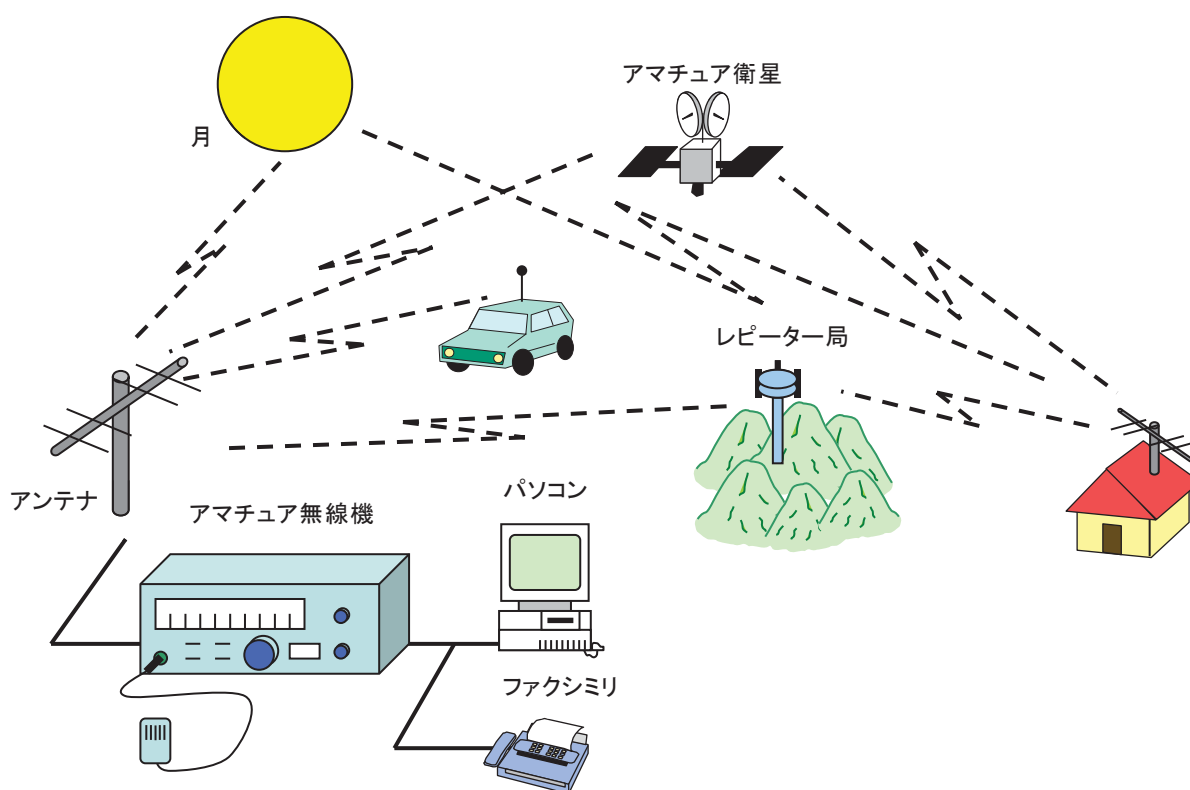 アマチュア衛星
月
レピーター局
アンテナ
アマチュア無線機
パソコン
ファクシミリ